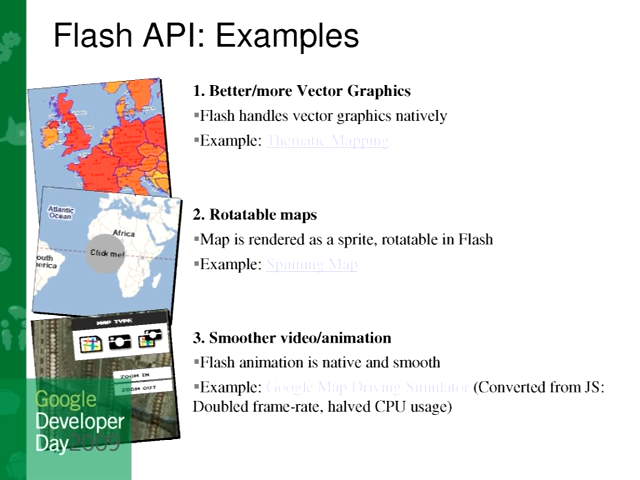 Flash API: Examples
1. Better/more Vector Graphics
▪Flash handles vector graphics natively
▪Example: Thematic Mapping
Atlantic
Ocean
Africa
Click me!
outh
erica
2. Rotatable maps
▪Map is rendered as a sprite, rotatable in Flash
▪Example: Spinning Map
MAP TYPE
ZOOM IN
ZOOM OUT
3. Smoother video/animation
▪Flash animation is native and smooth
▪Example: Google Map Driving Simulator (Converted from JS:
Doubled frame-rate, halved CPU usage)
Google
Developer
Day 2009